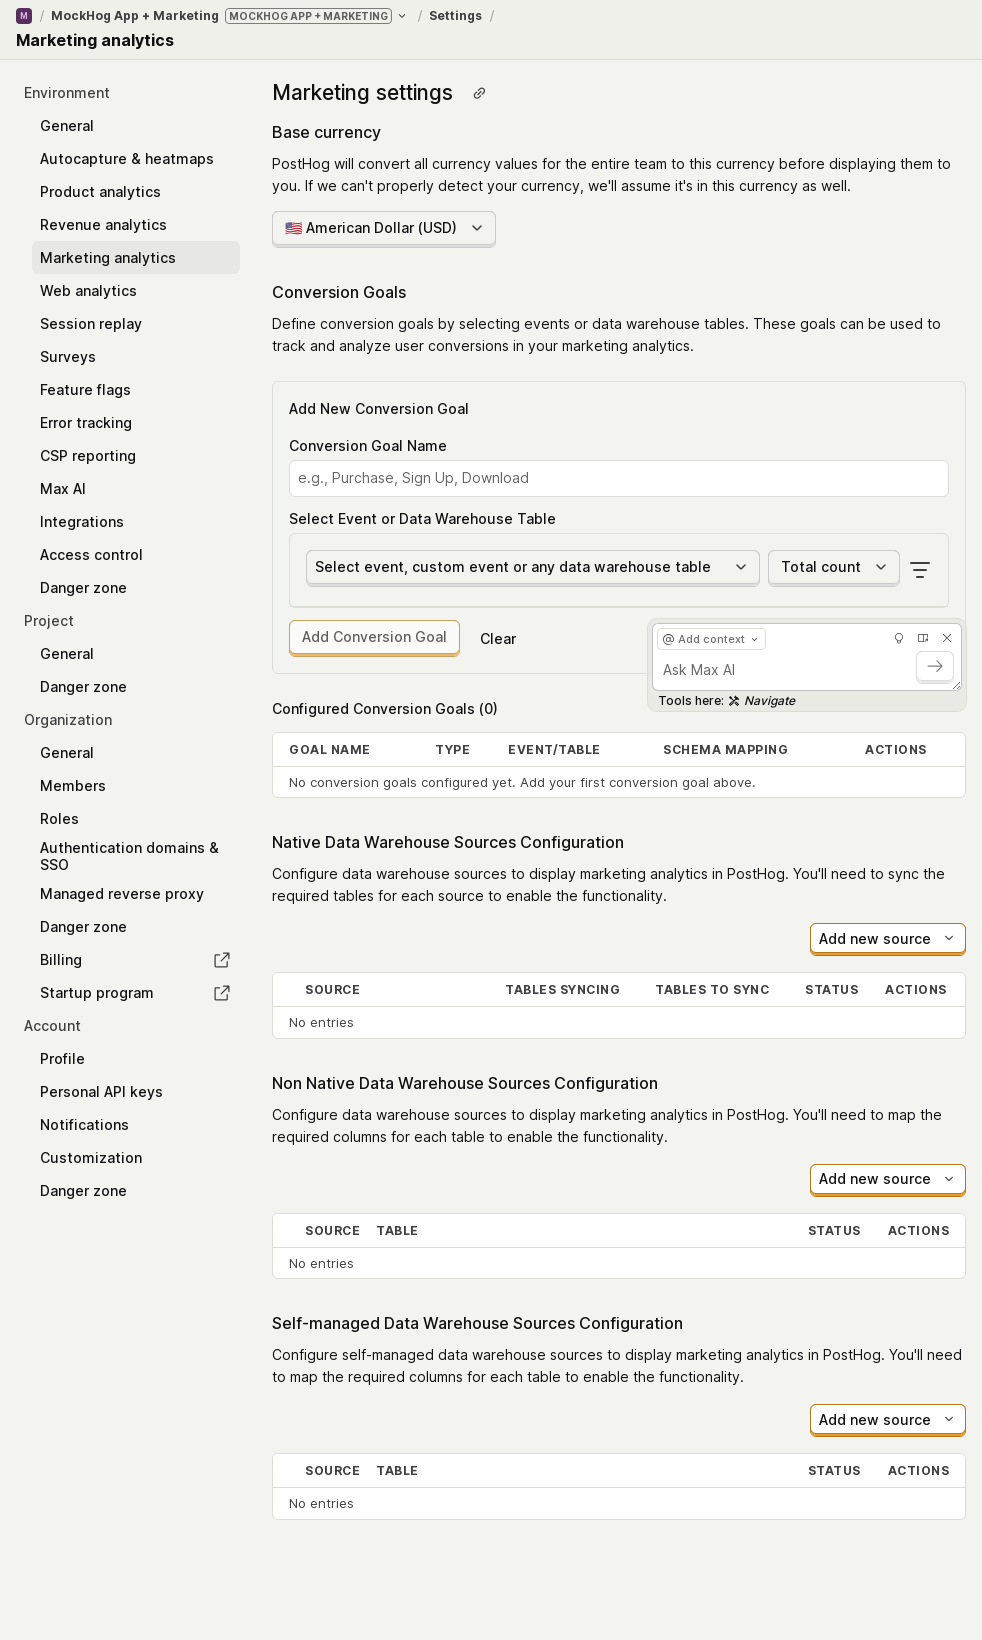 M / MockHog App + Marketing MOCKHOG APP + MARKETING / Settings /
Marketing analytics
Environment
General
Autocapture & heatmaps
Product analytics
Revenue analytics
Marketing analytics
Web analytics
Session replay
Surveys
Feature flags
Error tracking
CSP reporting
Max AI
Integrations
Access control
Danger zone
Project
General
Danger zone
Organization
General
Members
Roles
Authentication domains &
SSO
Managed reverse proxy
Danger zone
Billing
Startup program
Account
Profile
Personal API keys
Notifications
Customization
Danger zone
Marketing settings
Base currency
PostHog will convert all currency values for the entire team to this currency before displaying them to
you. If we can't properly detect your currency, we'll assume it's in this currency as well.
🇺🇸 American Dollar (USD)
Conversion Goals
Define conversion goals by selecting events or data warehouse tables. These goals can be used to
track and analyze user conversions in your marketing analytics.
Add New Conversion Goal
Conversion Goal Name
e.g., Purchase, Sign Up, Download
Select Event or Data Warehouse Table
Select event, custom event or any data warehouse table Total count
Add Conversion Goal Clear
@ Add context
Ask Max AI
Tools here: Navigate
Configured Conversion Goals (0)
GOAL NAME TYPE EVENT/TABLE SCHEMA MAPPING ACTIONS
No conversion goals configured yet. Add your first conversion goal above.
Native Data Warehouse Sources Configuration
Configure data warehouse sources to display marketing analytics in PostHog. You'll need to sync the
required tables for each source to enable the functionality.
Add new source
SOURCE TABLES SYNCING TABLES TO SYNC STATUS ACTIONS
No entries
Non Native Data Warehouse Sources Configuration
Configure data warehouse sources to display marketing analytics in PostHog. You'll need to map the
required columns for each table to enable the functionality.
Add new source
SOURCE TABLE STATUS ACTIONS
No entries
Self-managed Data Warehouse Sources Configuration
Configure self-managed data warehouse sources to display marketing analytics in PostHog. You'll need
to map the required columns for each table to enable the functionality.
Add new source
SOURCE TABLE STATUS ACTIONS
No entries